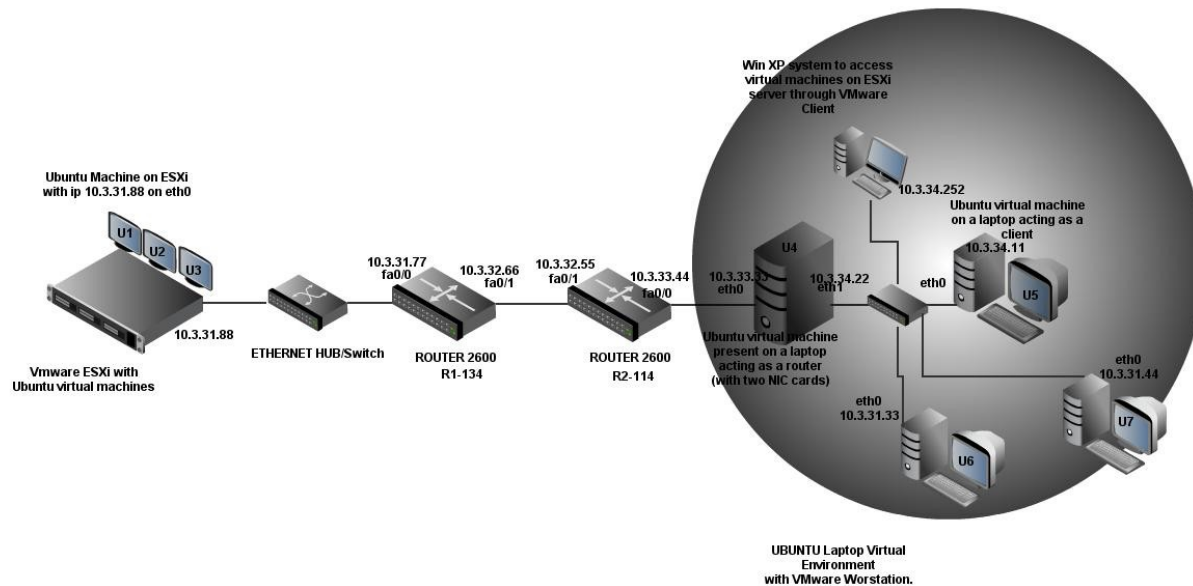 Win XP system to access
virtual machines on ESXi
server through VMware
Client
10.3.34.252
Ubuntu Machine on ESXi
with ip 10.3.31.88 on eth0
U1
U2
U3
10.3.31.88
Vmware ESXi with
Ubuntu virtual machines
ETHERNET HUB/Switch
10.3.31.77
fa0/0
10.3.32.66
fa0/1
ROUTER 2600
R1-134
10.3.32.55
fa0/1
10.3.33.44
fa0/0
ROUTER 2600
R2-114
U4
10.3.33.33
eth0
10.3.34.22
eth1
Ubuntu virtual machine
present on a laptop
acting as a router
(with two NIC cards)
Ubuntu virtual machine
on a laptop acting as a
client
10.3.34.11
eth0
U5
eth0
10.3.31.44
U7
eth0
10.3.31.33
U6
UBUNTU Laptop Virtual
Environment
with VMware Worstation.